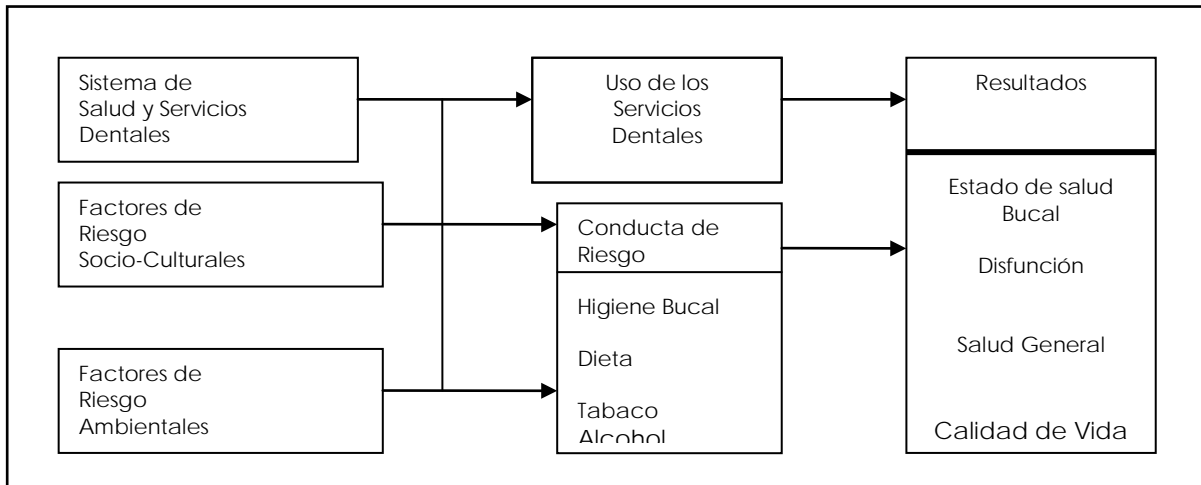 Sistema de
Salud y Servicios
Dentales
Uso de los
Servicios
Dentales
Resultados
Factores de
Riesgo
Socio-Culturales
Conducta de
Riesgo
Higiene Bucal
Dieta
Tabaco
Alcohol
Factores de
Riesgo
Ambientales
Estado de salud
Bucal
Disfunción
Salud General
Calidad de Vida